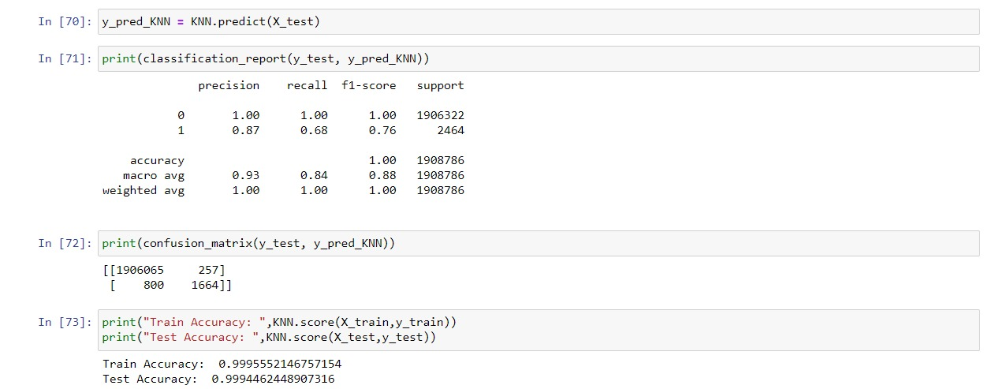 In [70]: y_pred_KNN = KNN.predict(X_test)
In [71]: print(classification_report(y_test, y_pred_KNN))
precision recall f1-score support
0 1.00 1.00 1.00 1906322
1 0.87 0.68 0.76 2464
accuracy 1.00 1908786
macro avg 0.93 0.84 0.88 1908786
weighted avg 1.00 1.00 1.00 1908786
In [72]: print(confusion_matrix(y_test, y_pred_KNN))
[[1906065 257]
[ 800 1664]]
In [73]: print("Train Accuracy: ",KNN.score(X_train,y_train))
print("Test Accuracy: ",KNN.score(X_test,y_test))
Train Accuracy: 0.9995552146757154
Test Accuracy: 0.9994462448907316